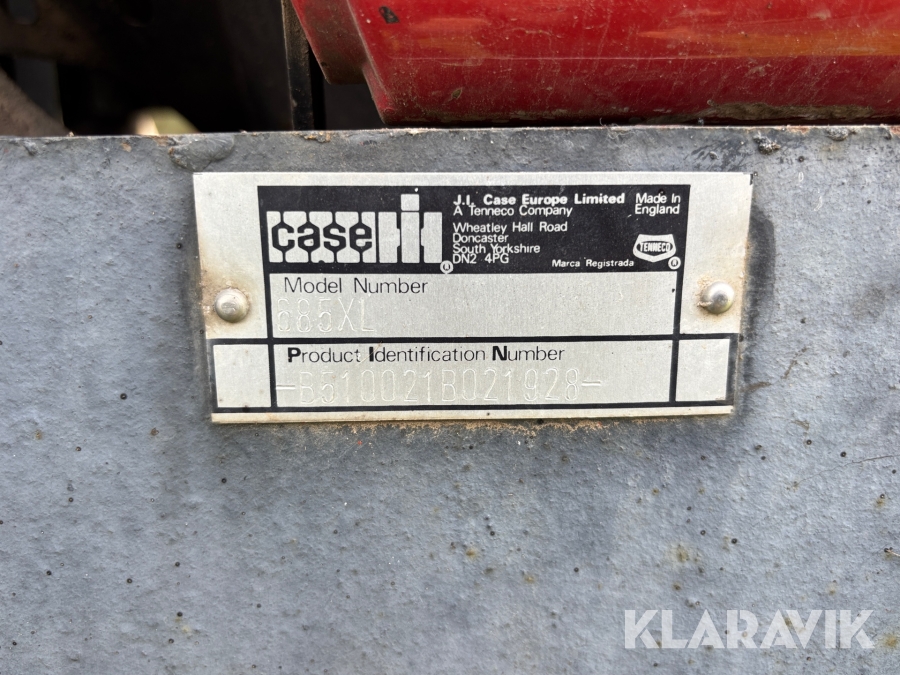 case IH
J.I. Case Europe Limited
A Tenneco Company
Wheatley Hall Road
Doncaster
South Yorkshire
DN2 4PG
Made In
England
TENNECO
Marca Registrada
Model Number
685XL
Product Identification Number
-B510021B021928-
KLARAVIK